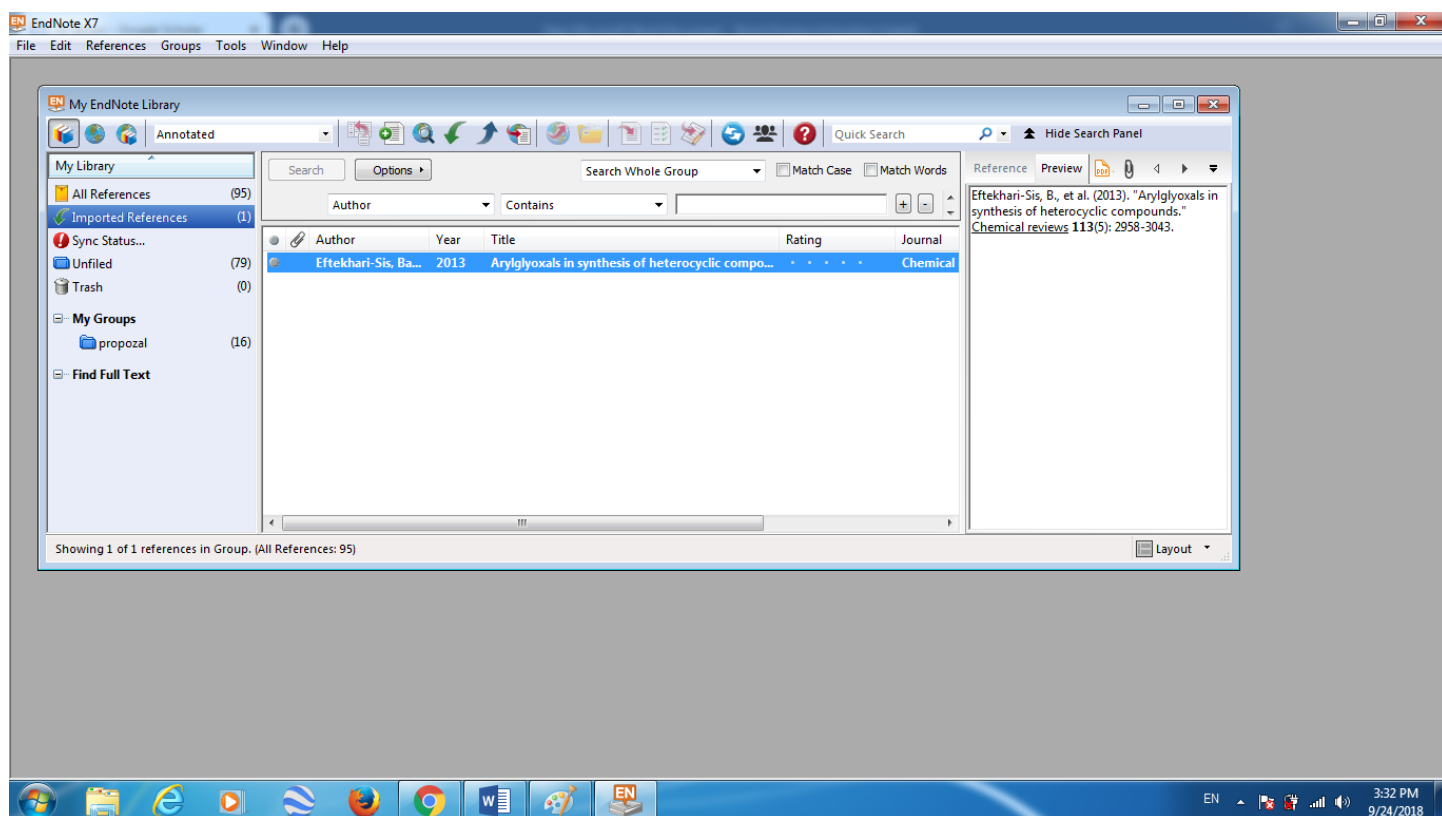 EndNote X7
File Edit References Groups Tools Window Help
My EndNote Library
Annotated
Quick Search
Hide Search Panel
My Library
All References (95)
Imported References (1)
Sync Status...
Unfiled (79)
Trash (0)
My Groups
propozal (16)
Find Full Text
Search Options Search Whole Group Match Case Match Words
Author Contains + -
Author Year Title Rating Journal
Eftekhari-Sis, Ba... 2013 Arylglyoxals in synthesis of heterocyclic compo... Chemical
Reference Preview
Eftekhari-Sis, B., et al. (2013). "Arylglyoxals in
synthesis of heterocyclic compounds."
Chemical reviews 113(5): 2958-3043.
Showing 1 of 1 references in Group. (All References: 95)
Layout
EN
EN
3:32 PM
9/24/2018